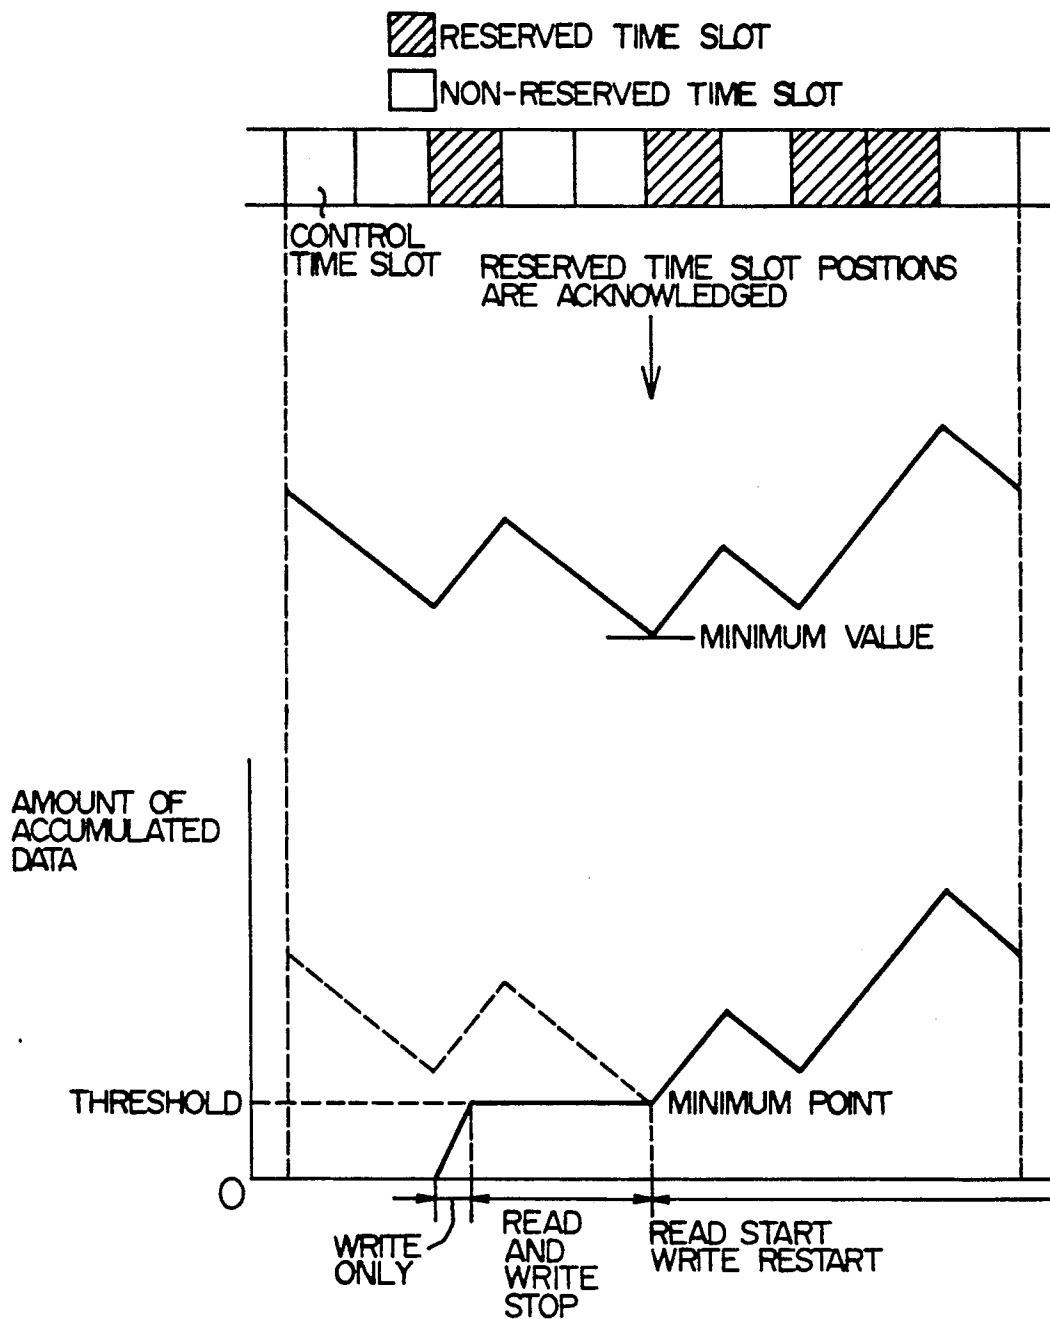 RESERVED TIME SLOT
NON-RESERVED TIME SLOT
CONTROL
TIME SLOT
RESERVED TIME SLOT POSITIONS
ARE ACKNOWLEDGED
MINIMUM VALUE
AMOUNT OF
ACCUMULATED
DATA
THRESHOLD
MINIMUM POINT
0
WRITE
ONLY
READ
AND
WRITE
STOP
READ START
WRITE RESTART